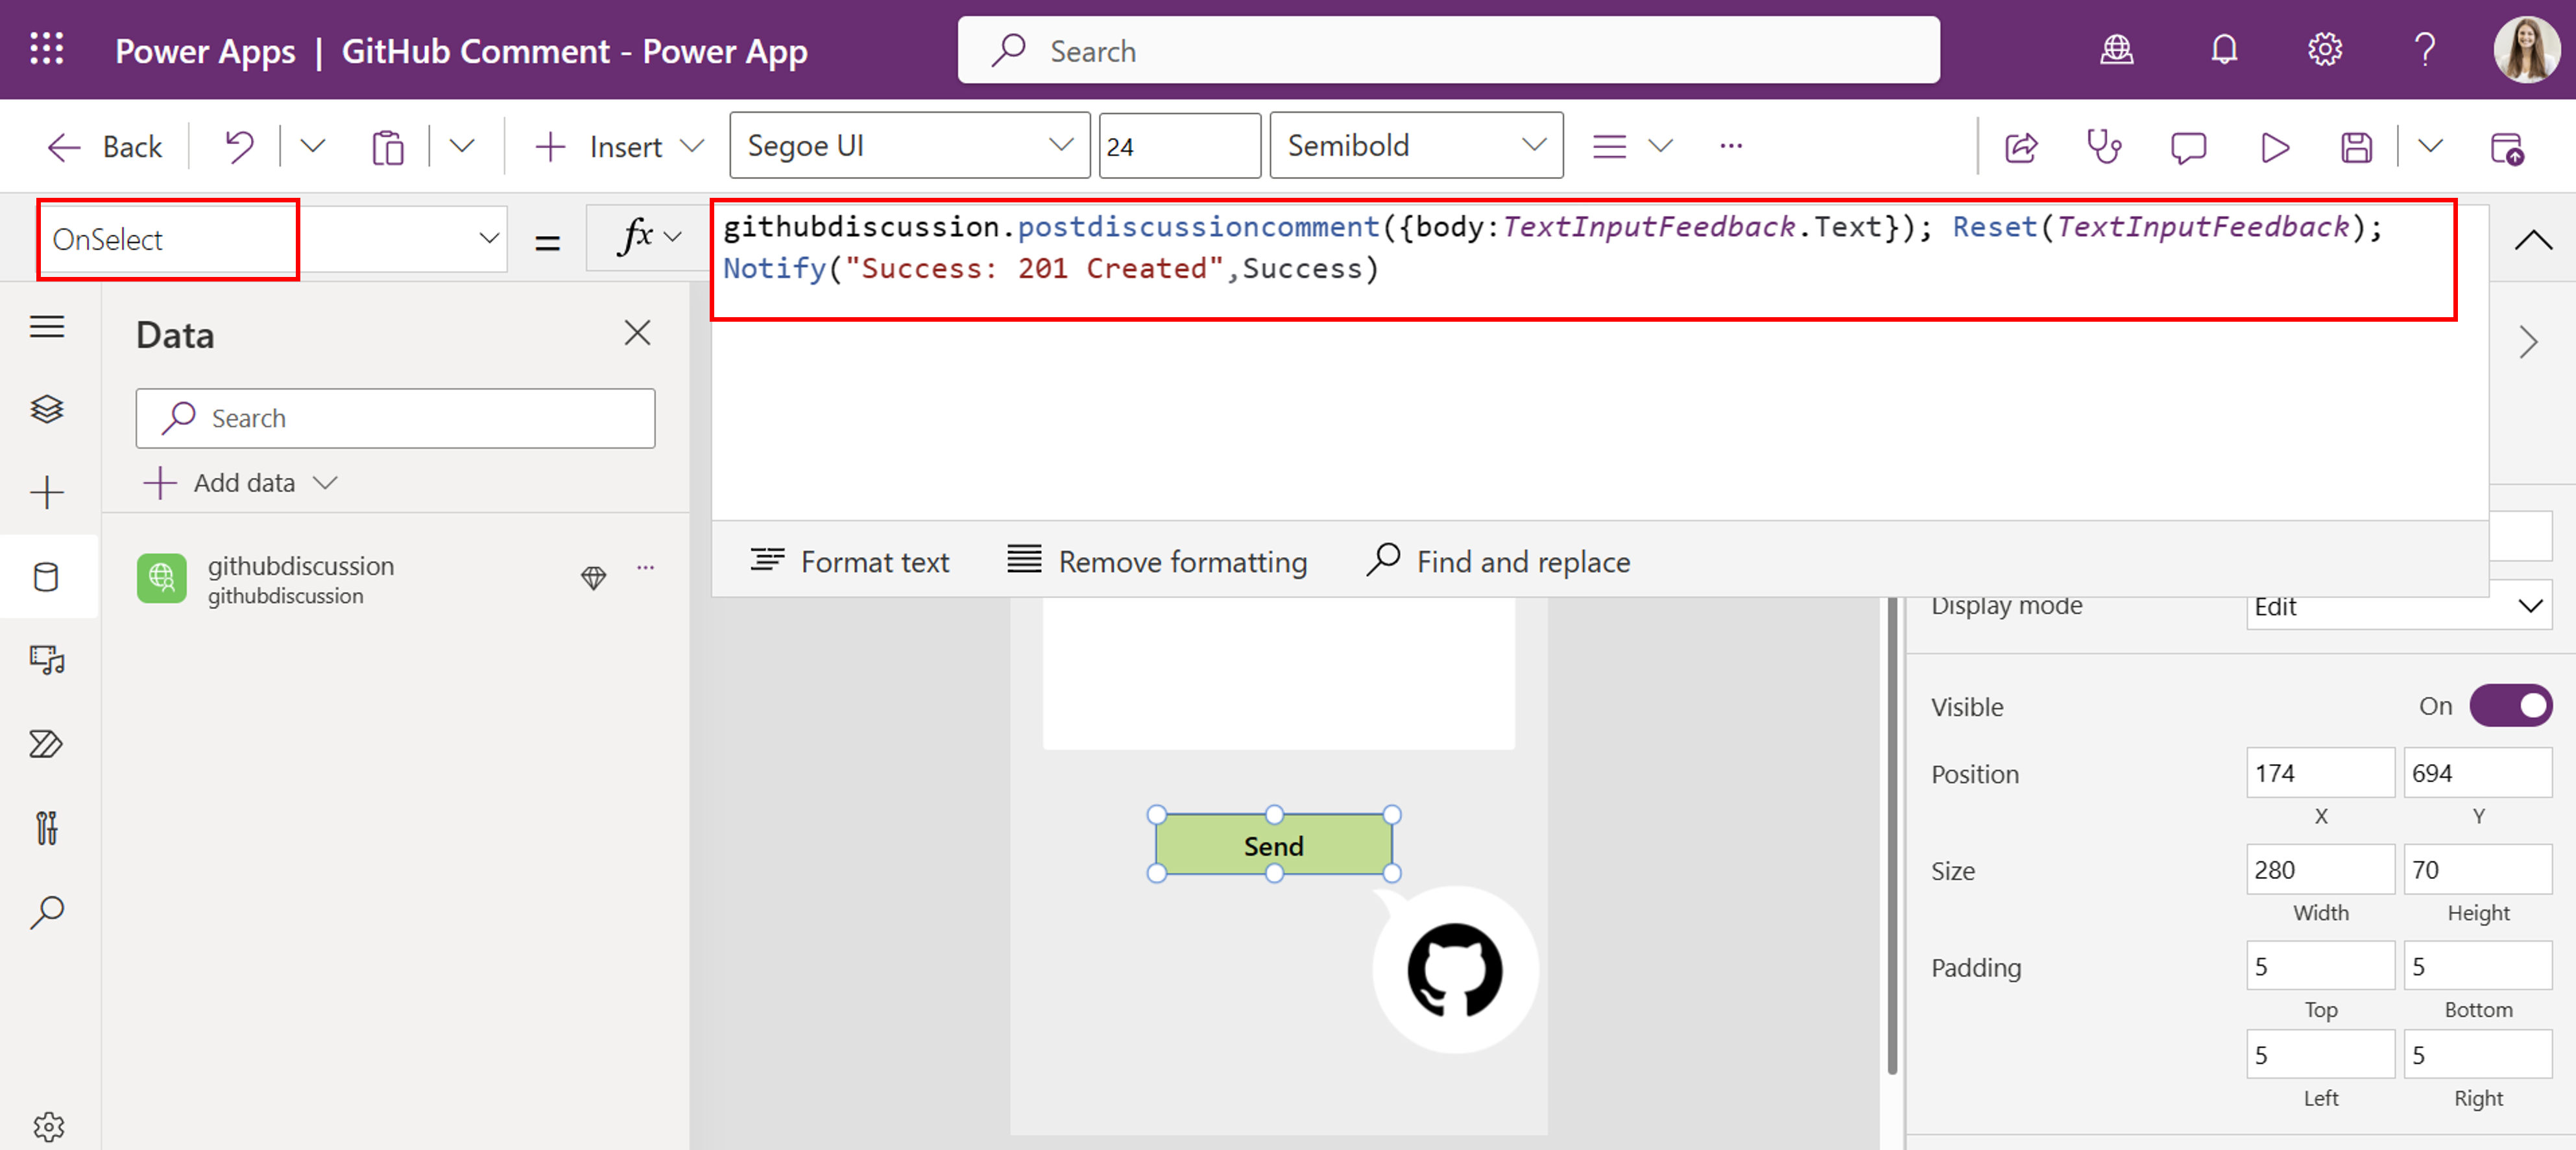 Power Apps | GitHub Comment - Power App
Search
Back
Insert
Segoe UI
24
Semibold
...
OnSelect
=
fx
githubdiscussion.postdiscussioncomment({body:TextInputFeedback.Text}); Reset(TextInputFeedback);
Notify("Success: 201 Created",Success)
Data
Search
Add data
githubdiscussion
githubdiscussion
...
Format text
Remove formatting
Find and replace
Display mode
Edit
Visible
On
Position
174
694
X
Y
Send
Size
280
70
Width
Height
Padding
5
5
Top
Bottom
5
5
Left
Right